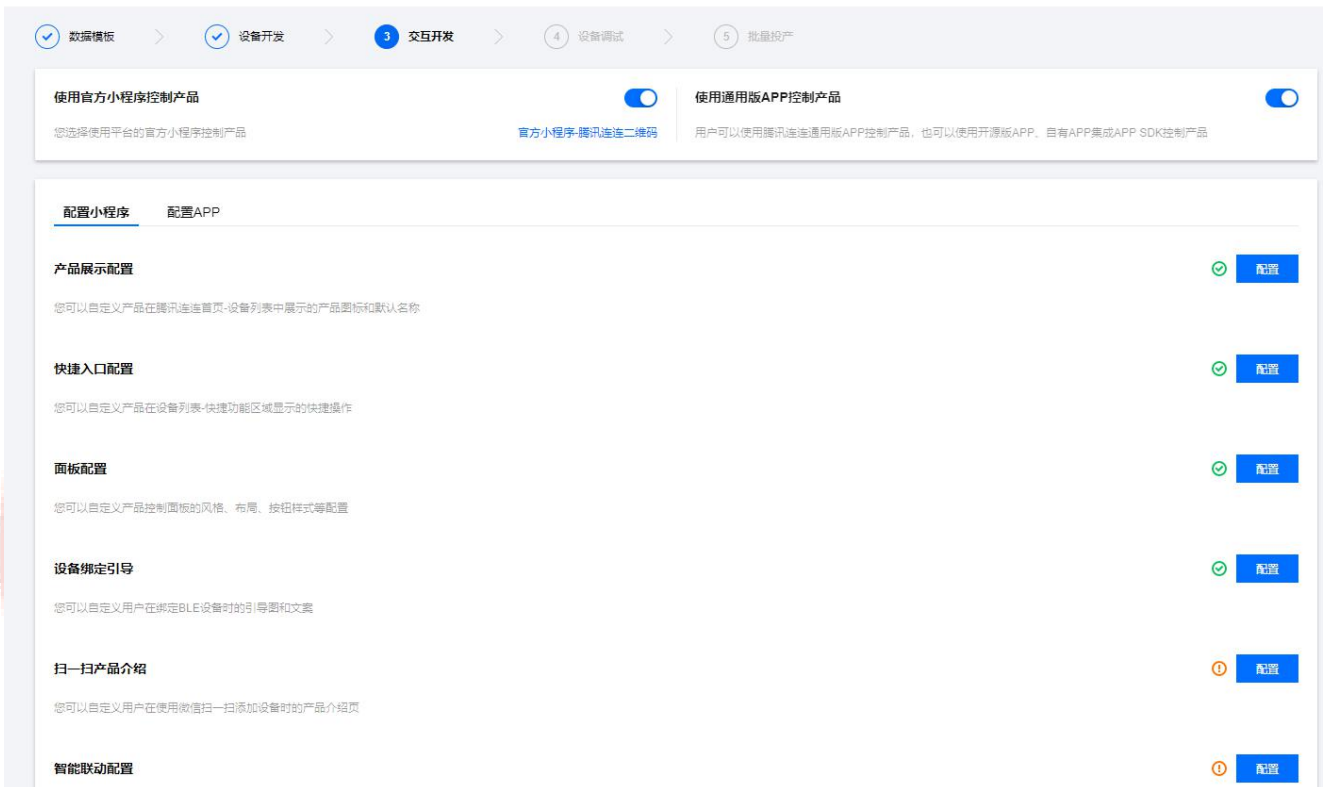 数据模板 设备开发 3 交互开发 4 设备调试 5 批量投产
使用官方小程序控制产品 使用通用版APP控制产品
您选择使用平台的官方小程序控制产品 官方小程序-腾讯连连二维码 用户可以使用腾讯连连通用版APP控制产品，也可以使用开源版APP、自有APP集成APP SDK控制产品
配置小程序 配置APP
产品展示配置 配置
您可以自定义产品在腾讯连连首页-设备列表中展示的产品图标和默认名称
快捷入口配置 配置
您可以自定义产品在设备列表-快捷功能区域显示的快捷操作
面板配置 配置
您可以自定义产品控制面板的风格、布局、按钮样式等配置
设备绑定引导 配置
您可以自定义用户在绑定BLE设备时的引导图和文案
扫一扫产品介绍 配置
您可以自定义用户在使用微信扫一扫添加设备时的产品介绍页
智能联动配置 配置